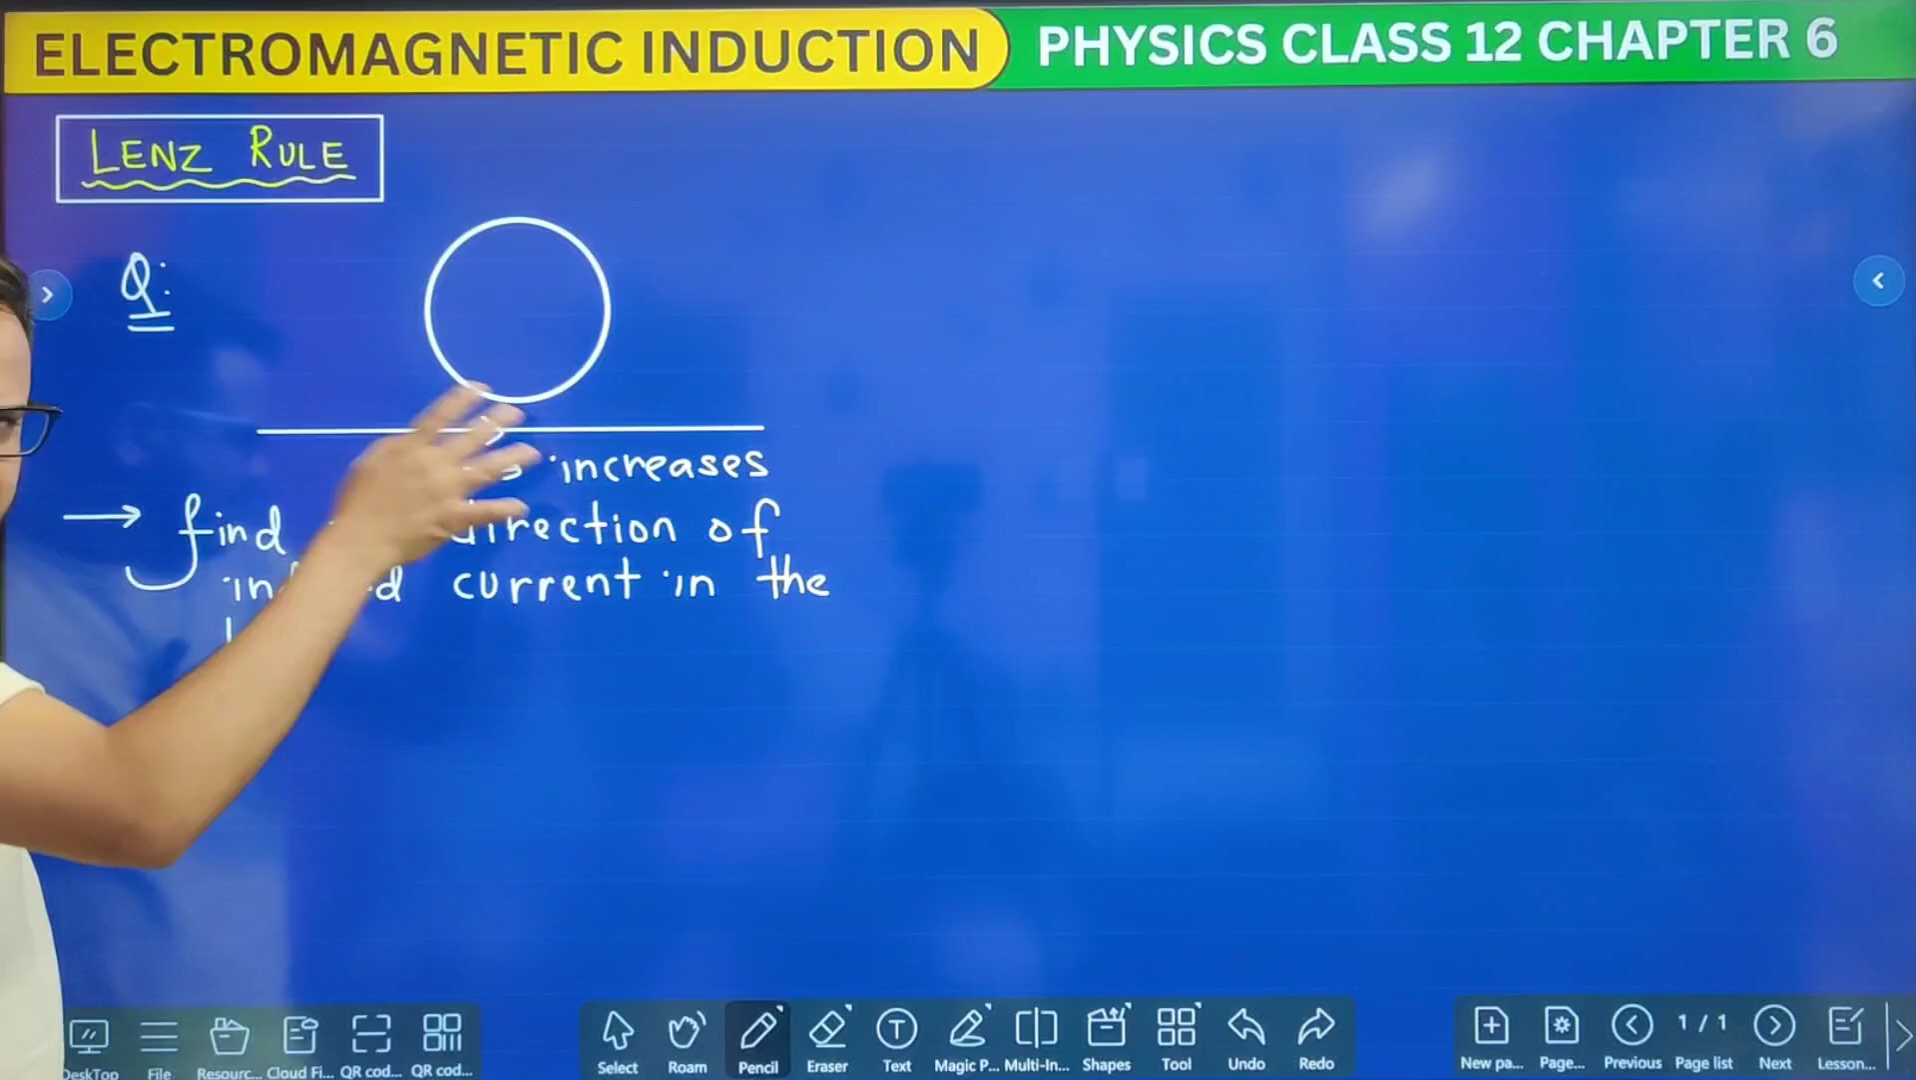 ELECTROMAGNETIC INDUCTION
PHYSICS CLASS 12 CHAPTER 6
LENZ RULE
Q:
increases
→ find direction of
current in the
DeskTop
File
Resourc...
Cloud Fi...
QR cod...
QR cod...
Select
Roam
Pencil
Eraser
Text
Magic P...
Multi-In...
Shapes
Tool
Undo
Redo
New pa...
Page...
Previous
1 / 1
Page list
Next
Lesson...